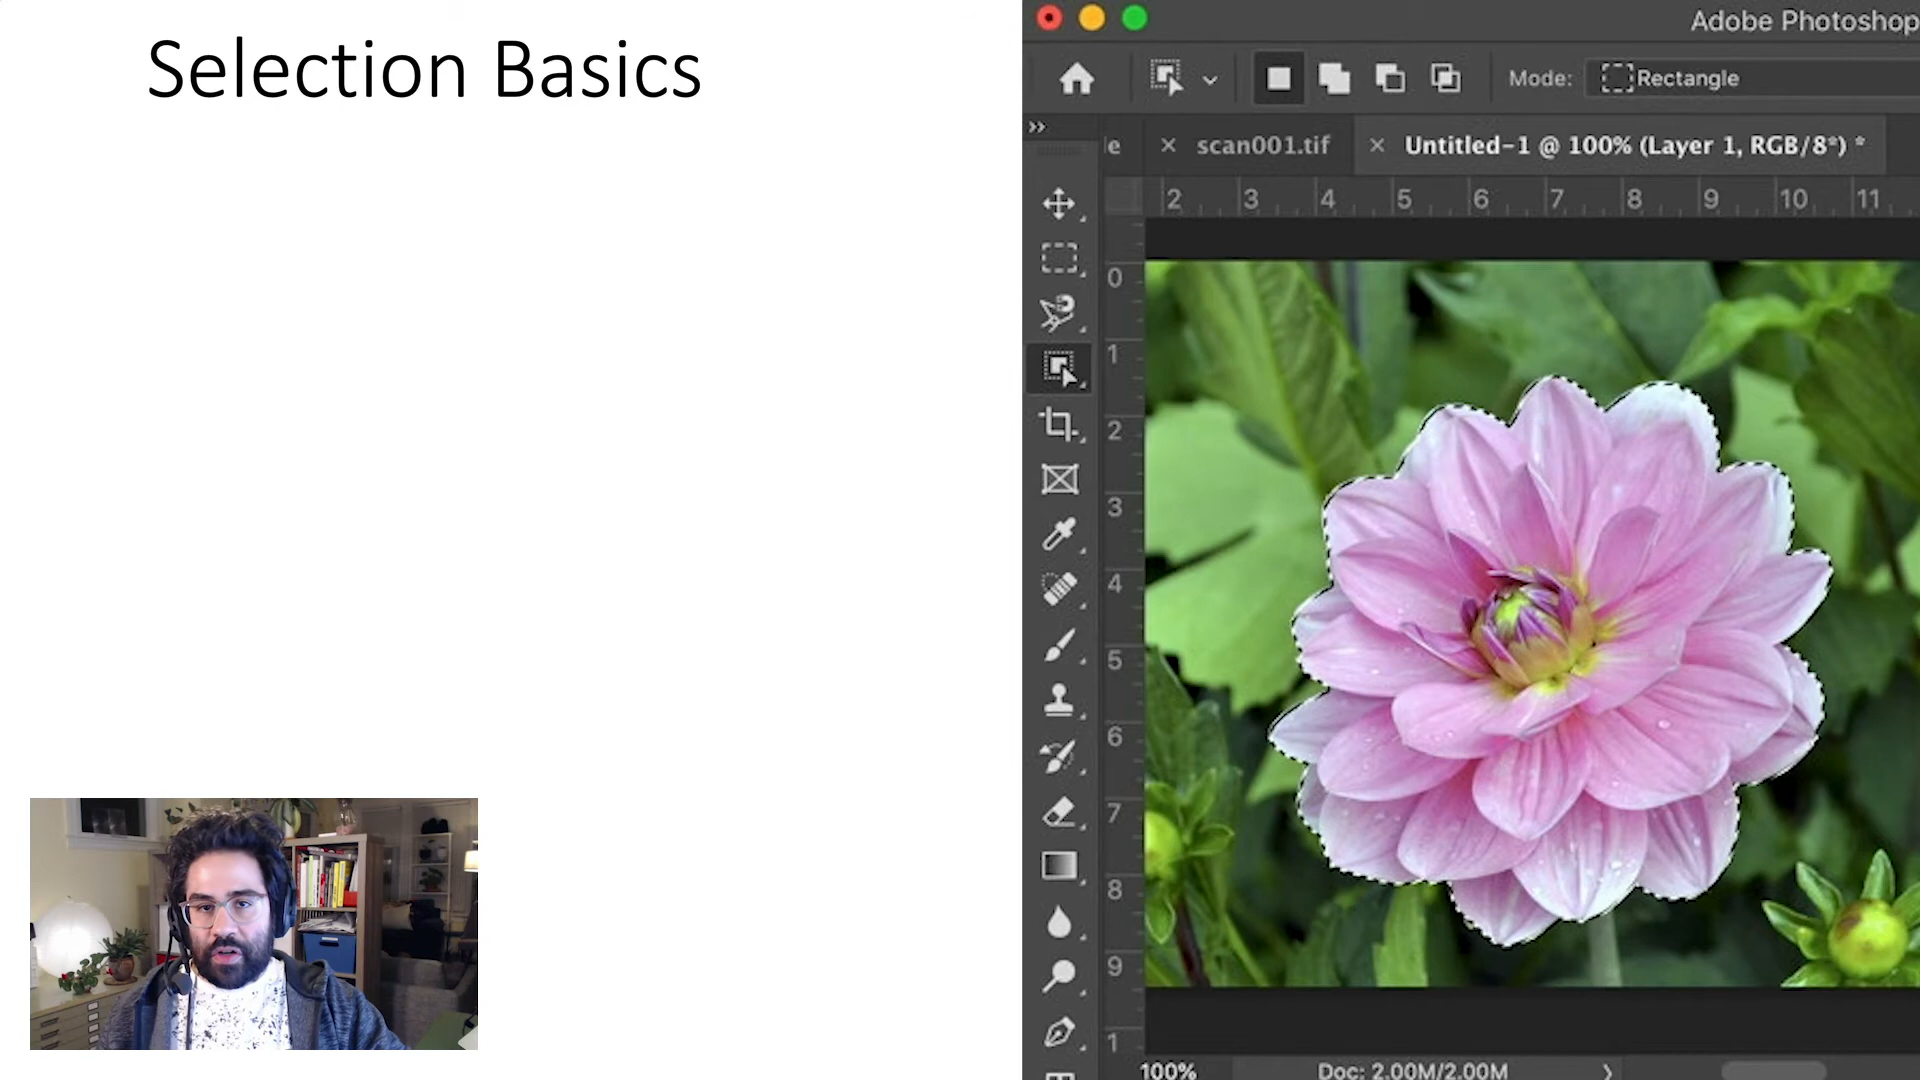 Selection Basics
Adobe Photoshop
Mode: Rectangle
le
scan001.tif
Untitled-1 @ 100% (Layer 1, RGB/8*) *
2 3 4 5 6 7 8 9 10 11
0
1
2
3
4
5
6
7
8
9
1
100% Doc: 2.00M/2.00M